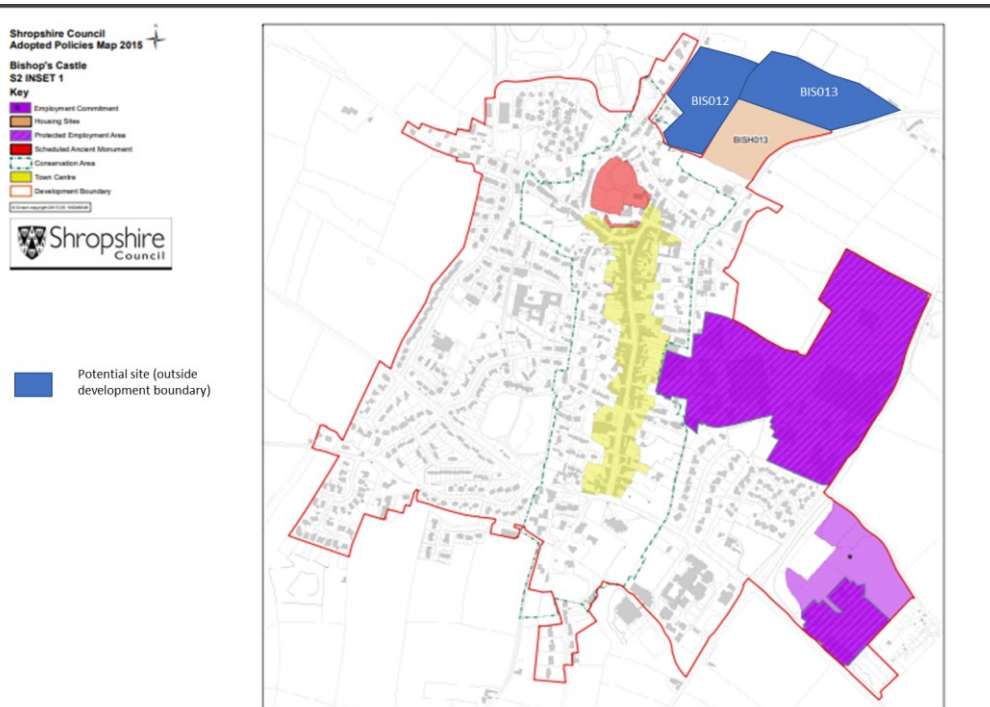 Shropshire Council
Adopted Policies Map 2015
Bishop's Castle
S2 INSET 1
Key
Employment Commitment
Housing Sites
Protected Employment Area
Scheduled Ancient Monument
Conservation Area
Town Centre
Development Boundary
Shropshire
Council
Potential site (outside
development boundary)
BIS012
BIS013
BISH013